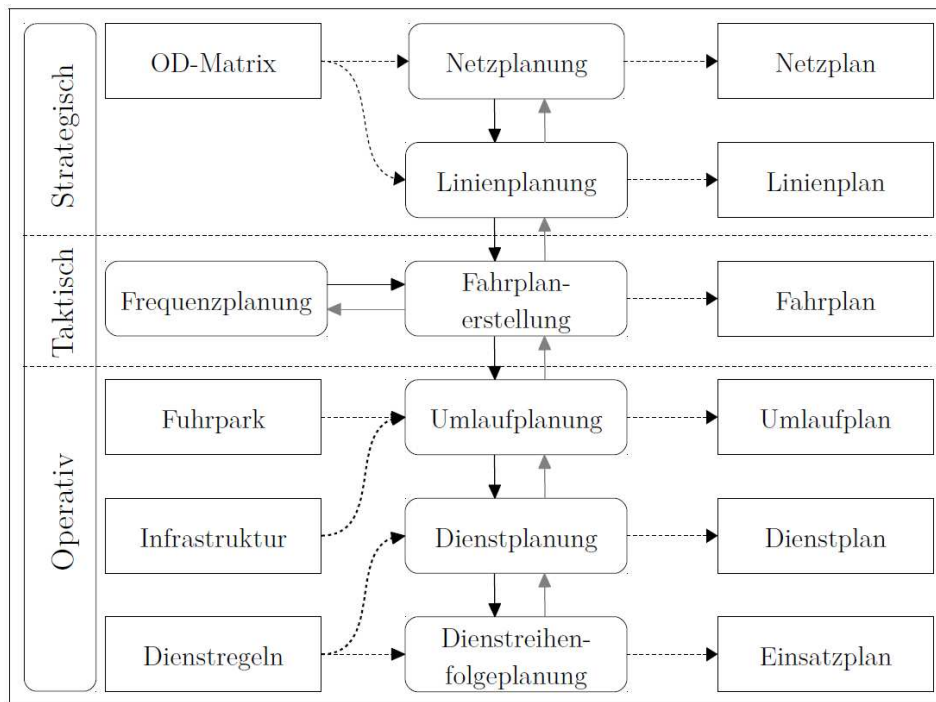 Strategisch
OD-Matrix
Netzplanung
Netzplan
Linienplanung
Linienplan
Taktisch
Frequenzplanung
Fahrplan-
erstellung
Fahrplan
Operativ
Fuhrpark
Umlaufplanung
Umlaufplan
Infrastruktur
Dienstplanung
Dienstplan
Dienstregeln
Dienstreihen-
folgeplanung
Einsatzplan